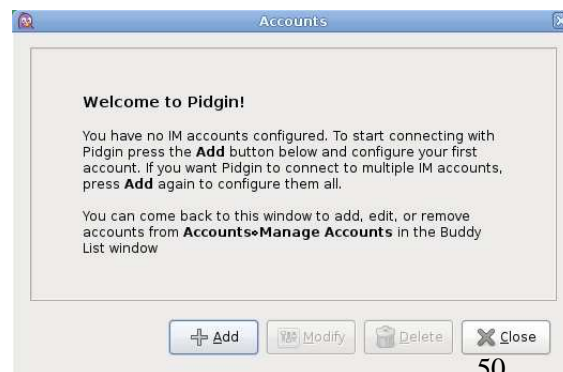 Accounts
Welcome to Pidgin!
You have no IM accounts configured. To start connecting with
Pidgin press the Add button below and configure your first
account. If you want Pidgin to connect to multiple IM accounts,
press Add again to configure them all.
You can come back to this window to add, edit, or remove
accounts from Accounts⬥Manage Accounts in the Buddy
List window
Add Modify Delete Close
50